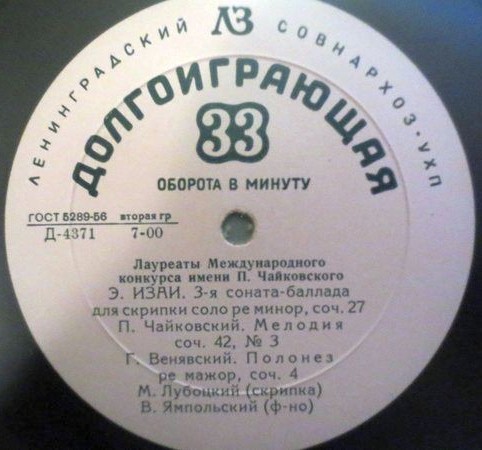 ЛЕНИНГРАДСКИЙ ЛЗ СОВНАРХОЗ·УХП
ДОЛГОИГРАЮЩАЯ
33
ОБОРОТА В МИНУТУ
ГОСТ 5289-56 вторая гр
Д-4371 7-00
Лауреаты Международного
конкурса имени П. Чайковского
Э. ИЗАИ. 3-я соната-баллада
для скрипки соло ре минор, соч. 27
П. Чайковский. Мелодия
соч. 42, № 3
Г. Венявский. Полонез
ре мажор, соч. 4
М. Лубоцкий (скрипка)
В. Ямпольский (ф-но)